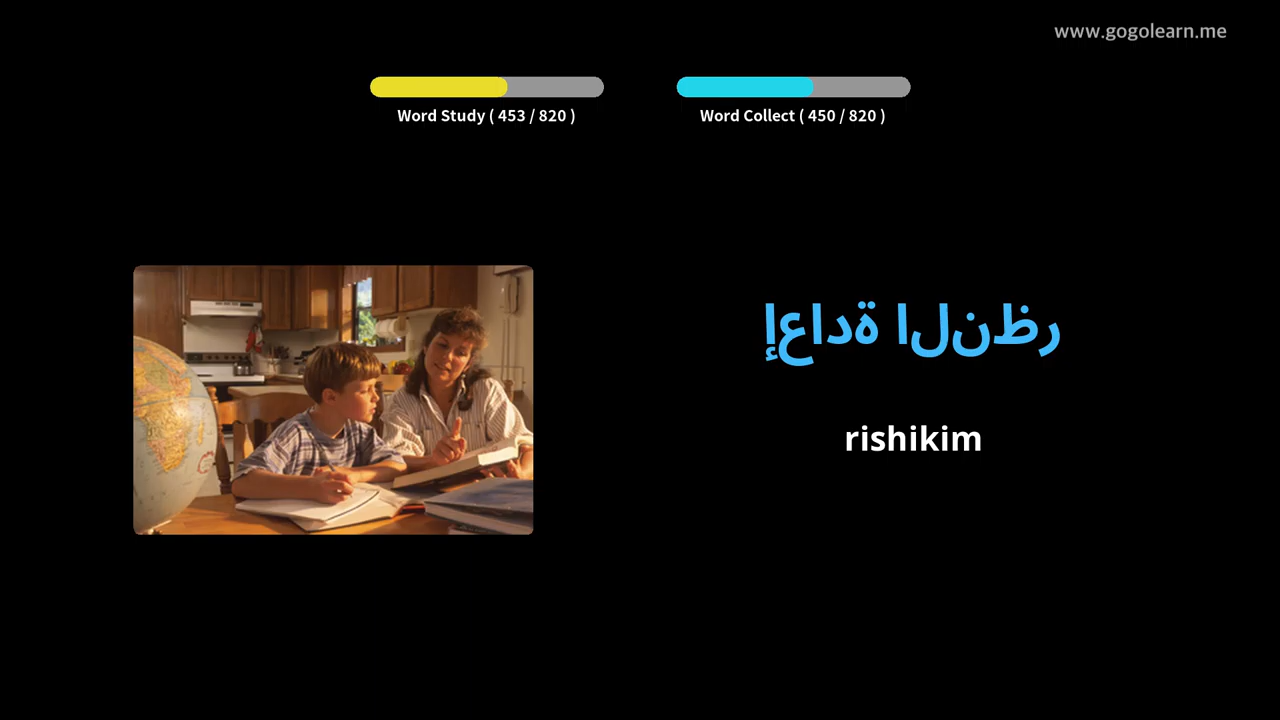 www.gogolearn.me
Word Study ( 453 / 820 )
Word Collect ( 450 / 820 )
إعادة النظر
rishikim